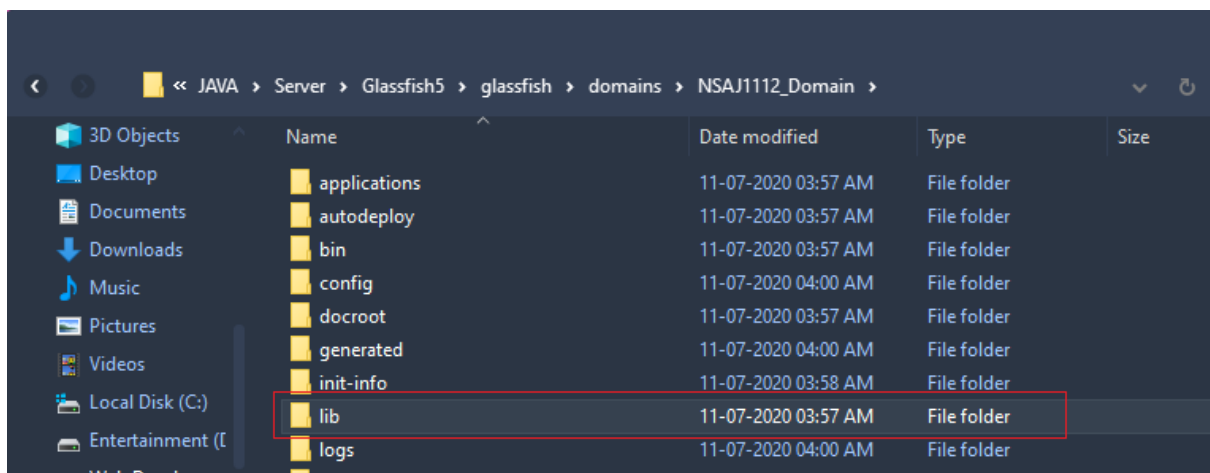 « JAVA > Server > Glassfish5 > glassfish > domains > NSAJ1112_Domain >
3D Objects
Desktop
Documents
Downloads
Music
Pictures
Videos
Local Disk (C:)
Entertainment (
Name Date modified Type Size
applications 11-07-2020 03:57 AM File folder
autodeploy 11-07-2020 03:57 AM File folder
bin 11-07-2020 03:57 AM File folder
config 11-07-2020 04:00 AM File folder
docroot 11-07-2020 03:57 AM File folder
generated 11-07-2020 04:00 AM File folder
init-info 11-07-2020 03:58 AM File folder
lib 11-07-2020 03:57 AM File folder
logs 11-07-2020 04:00 AM File folder